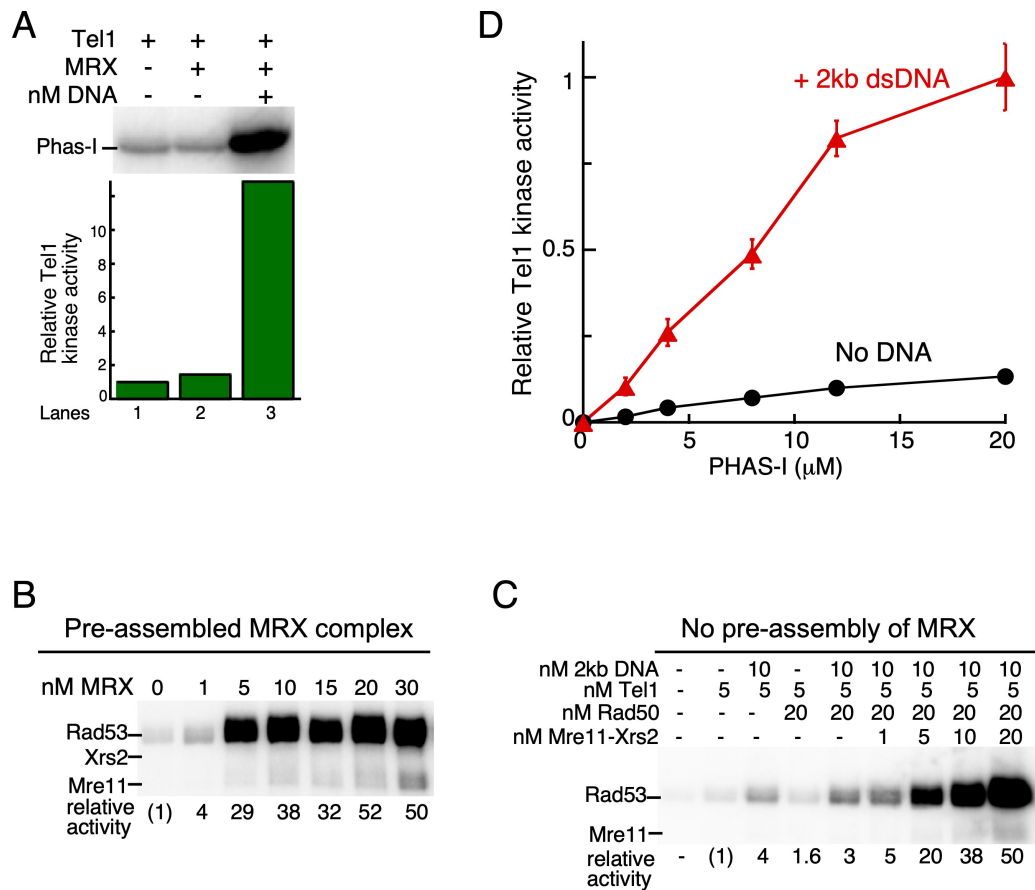 A
Tel1 + + +
MRX - + +
nM DNA - - +
Phas-I
Relative Tel1
kinase activity
10
8
6
4
2
0
Lanes 1 2 3
D
Relative Tel1 kinase activity
1
0.5
0
+ 2kb dsDNA
No DNA
0 5 10 15 20
PHAS-I (μM)
B
Pre-assembled MRX complex
nM MRX 0 1 5 10 15 20 30
Rad53
Xrs2
Mre11
relative
activity
(1) 4 29 38 32 52 50
C
No pre-assembly of MRX
nM 2kb DNA - - 10 - 10 10 10 10 10
nM Tel1 - 5 5 5 5 5 5 5 5
nM Rad50 - - - 20 20 20 20 20 20
nM Mre11-Xrs2 - - - - - 1 5 10 20
Rad53
Mre11
relative
activity
- (1) 4 1.6 3 5 20 38 50